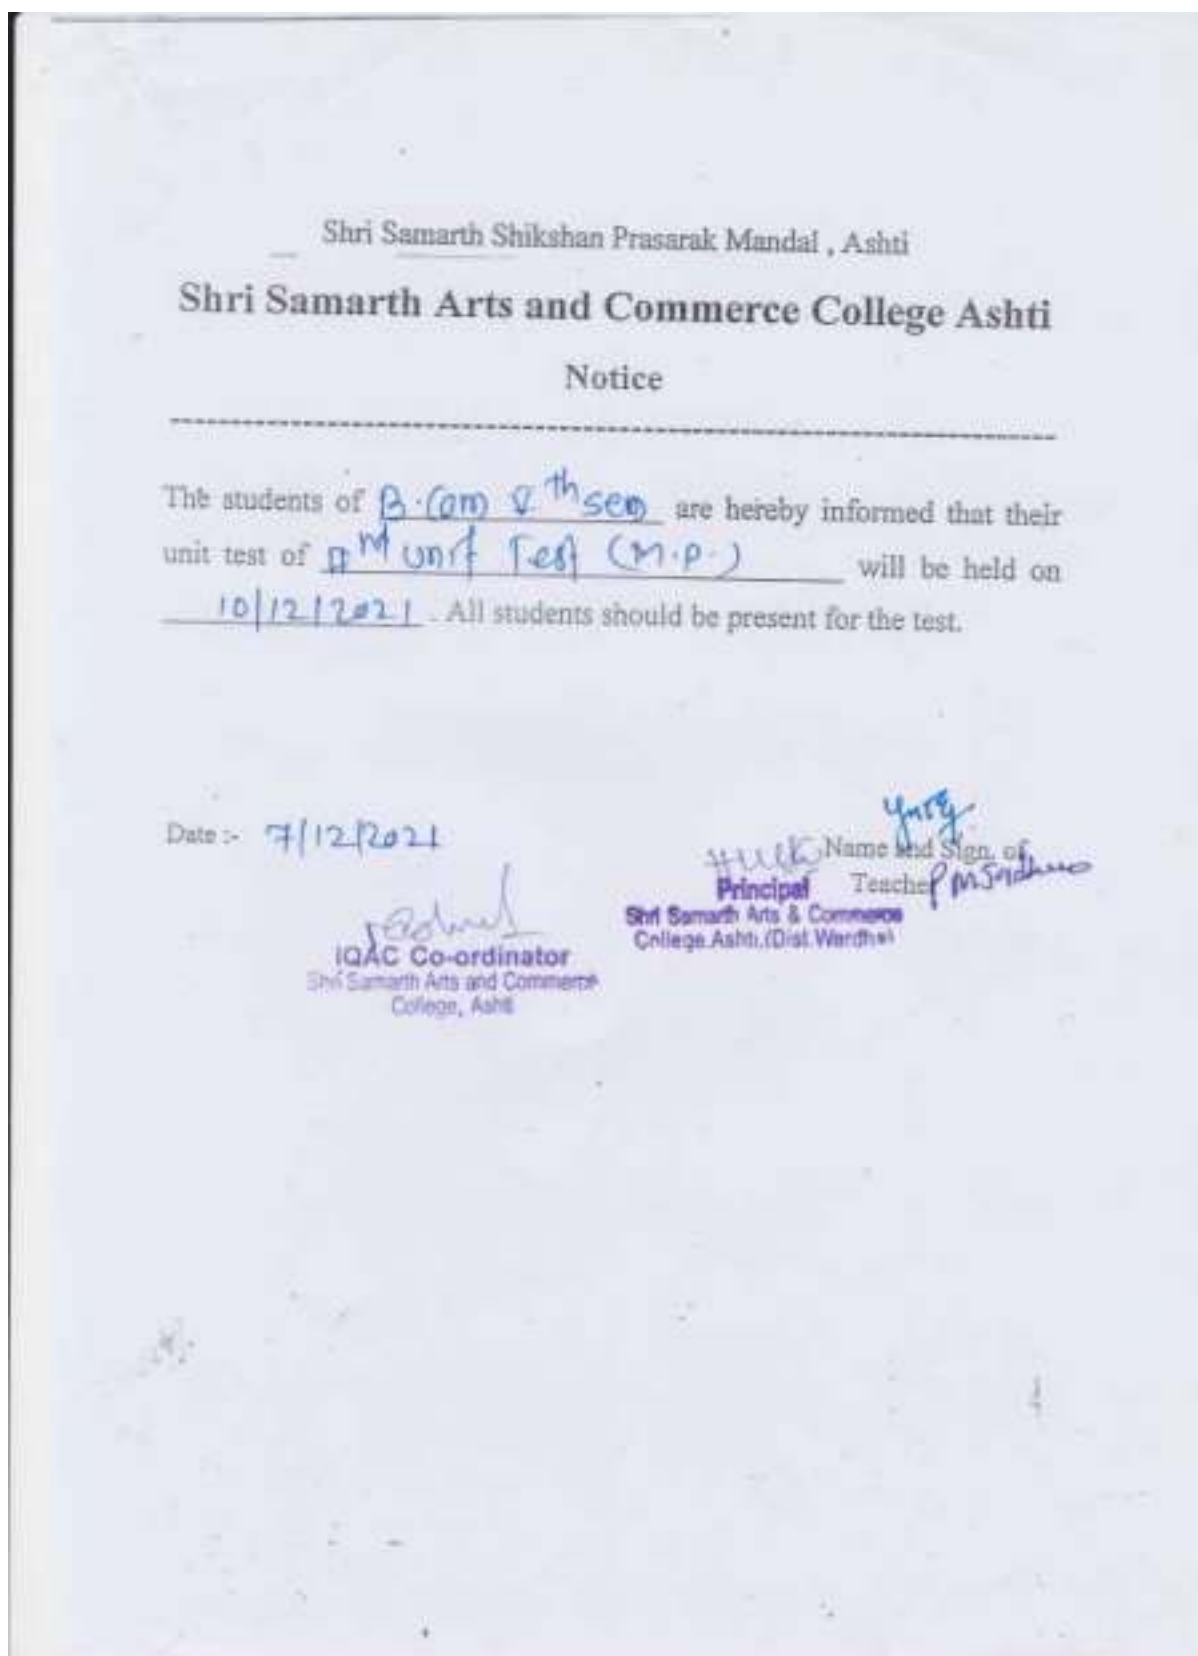 Shri Samarth Shikshan Prasarak Mandal , Ashti
Shri Samarth Arts and Commerce College Ashti
Notice
The students of B.Com V th sem are hereby informed that their
unit test of unit Test (M.P.) will be held on
10/12/2021 . All students should be present for the test.
Date :- 7/12/2021
Name and Sign. of
Teacher
Principal
Shri Samarth Arts & Commerce
College.Ashti.(Dist.Wardha)
IQAC Co-ordinator
Shri Samarth Arts and Commerce
College, Ashti